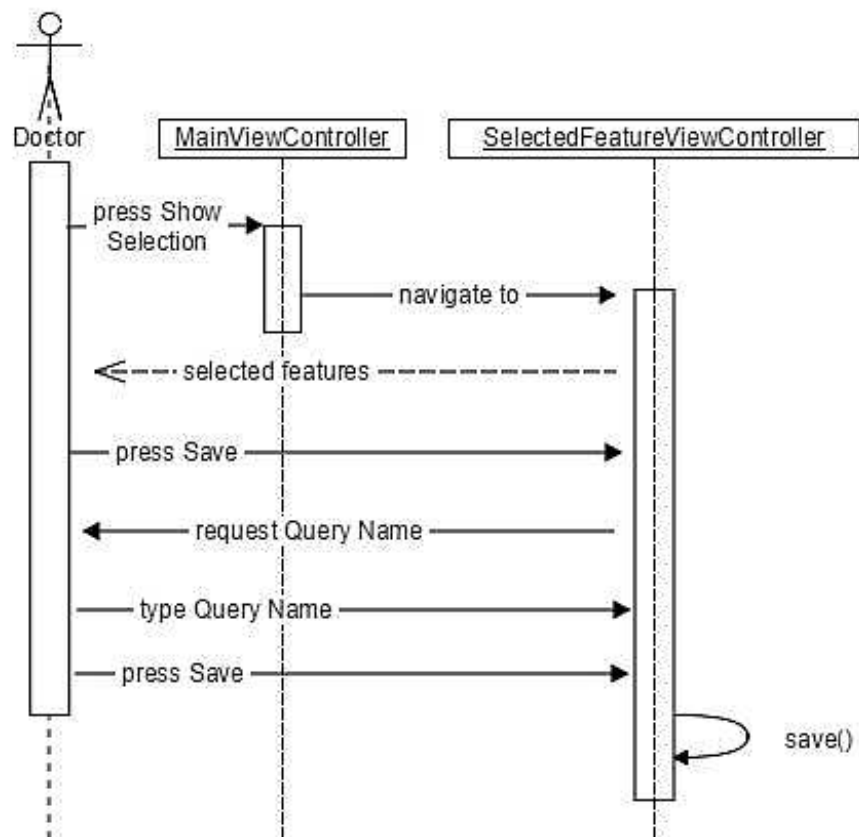 Doctor
MainViewController
SelectedFeatureViewController
press Show
Selection
navigate to
selected features
press Save
request Query Name
type Query Name
press Save
save()